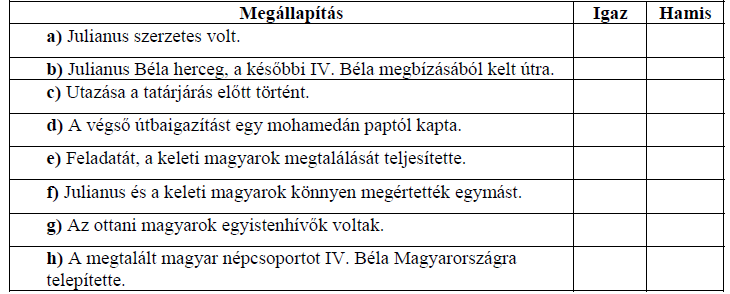 Megállapítás Igaz Hamis
a) Julianus szerzetes volt.
b) Julianus Béla herceg, a későbbi IV. Béla megbízásából kelt útra.
c) Utazása a tatárjárás előtt történt.
d) A végső útbaigazítást egy mohamedán paptól kapta.
e) Feladatát, a keleti magyarok megtalálását teljesítette.
f) Julianus és a keleti magyarok könnyen megértették egymást.
g) Az ottani magyarok egyistenhívők voltak.
h) A megtalált magyar népcsoportot IV. Béla Magyarországra
telepítette.